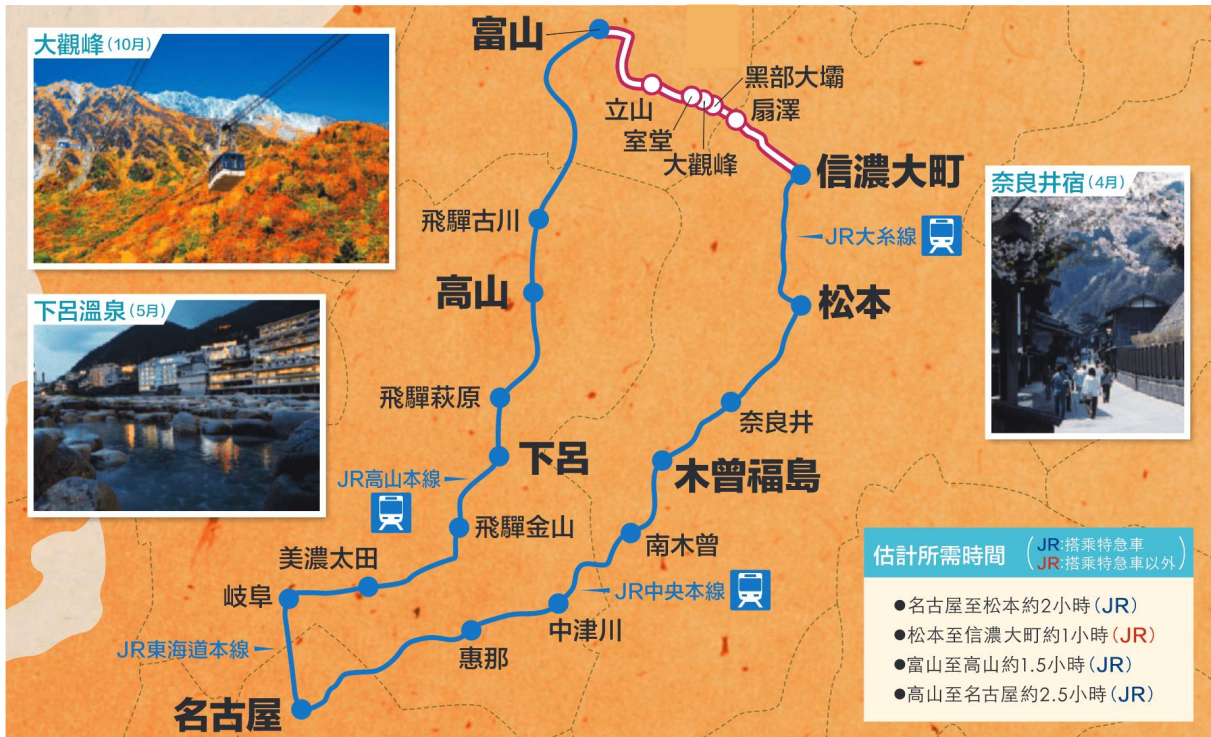 大觀峰(10月)
富山
立山
室堂
大觀峰
黑部大壩
扇澤
信濃大町
奈良井宿(4月)
JR大糸線
松本
飛驒古川
高山
下呂溫泉(5月)
飛驒萩原
下呂
JR高山本線
飛驒金山
美濃太田
岐阜
JR東海道本線
名古屋
奈良井
木曾福島
南木曾
JR中央本線
中津川
惠那
估計所需時間
(JR:搭乘特急車
JR:搭乘特急車以外)
●名古屋至松本約2小時(JR)
●松本至信濃大町約1小時(JR)
●富山至高山約1.5小時(JR)
●高山至名古屋約2.5小時(JR)